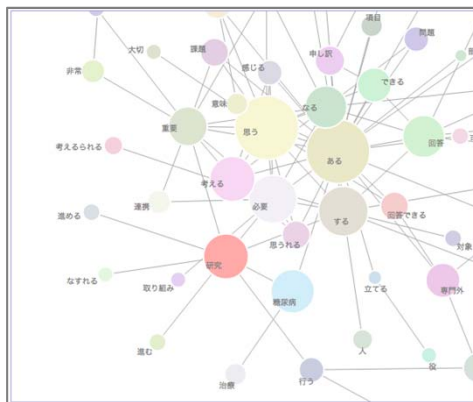 項目
大切
課題
申し訳
問題
非常
感じる
できる
意味
なる
重要
思う
回答
考えるられる
ある
考える
連携
必要
回答できる
進める
する
思うれる
対象
研究
なすれる
取り組み
糖尿病
立てる
専門外
進む
人
役
治療
行う